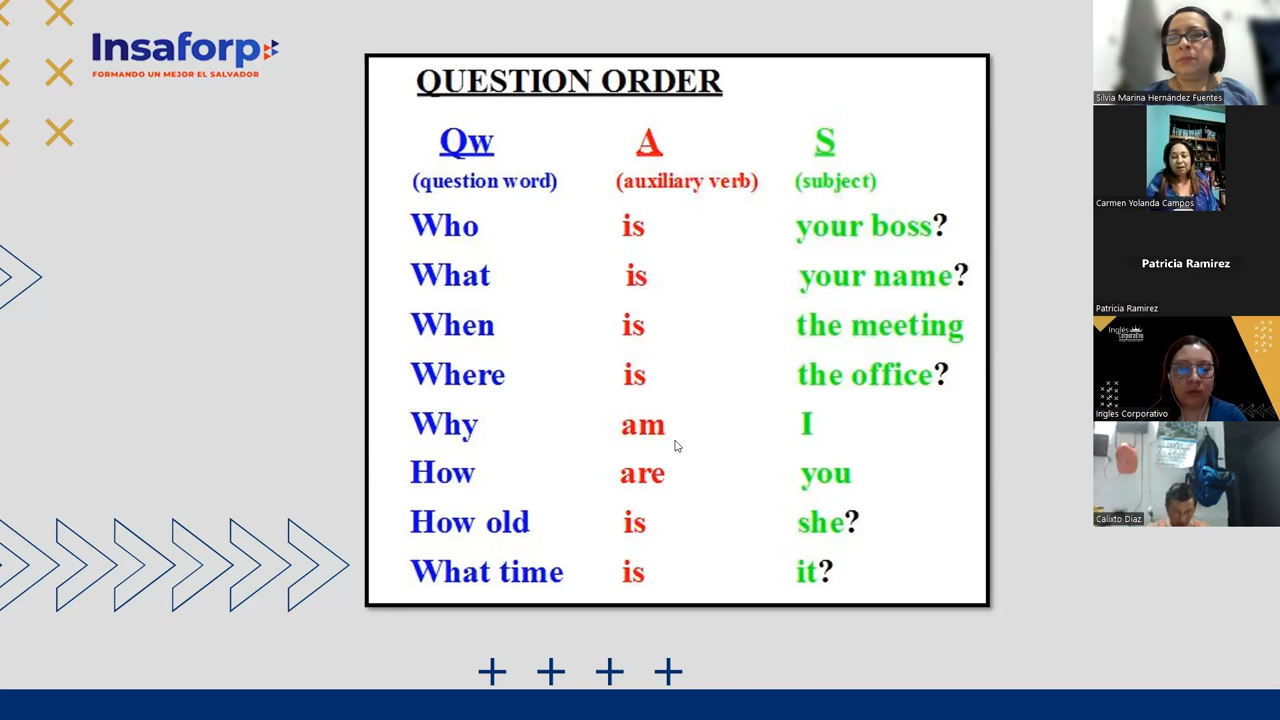 Insaforp
FORMANDO UN MEJOR EL SALVADOR
QUESTION ORDER
Qw A S
(question word) (auxiliary verb) (subject)
Who is your boss?
What is your name?
When is the meeting
Where is the office?
Why am I
How are you
How old is she?
What time is it?
Silvia Marina Hernández Fuentes
Carmen Yolanda Campos
Patricia Ramirez
Patricia Ramirez
Inglés
Corporativo
Ingles Corporativo
Calixto Diaz